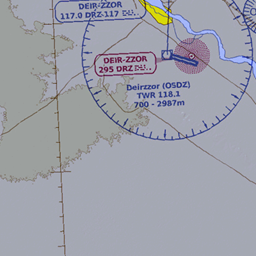 DEIR-ZZOR
117.0 DRZ-117
DEIR-ZZOR
295 DRZ
Deirzzor (OSDZ)
TWR 118.1
700 - 2987m